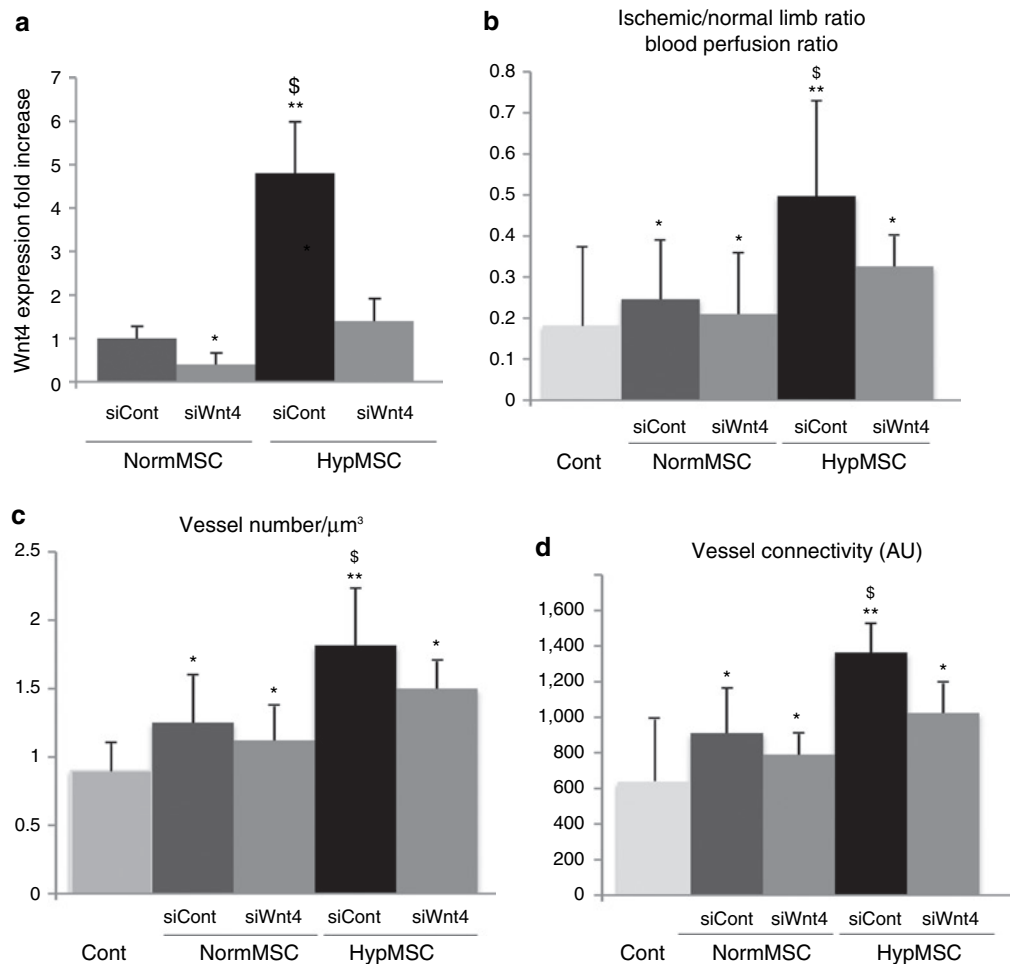 a
Wnt4 expression fold increase
7
6
5
4
3
2
1
0
$
**
*
*
siCont siWnt4 siCont siWnt4
NormMSC HypMSC
b
Ischemic/normal limb ratio
blood perfusion ratio
0.8
0.7
0.6
0.5
0.4
0.3
0.2
0.1
0
$
**
* * *
siCont siWnt4 siCont siWnt4
Cont NormMSC HypMSC
c
Vessel number/μm³
2.5
2
1.5
1
0.5
0
$
**
* * *
siCont siWnt4 siCont siWnt4
Cont NormMSC HypMSC
d
Vessel connectivity (AU)
1,600
1,400
1,200
1,000
800
600
400
200
0
$
**
* * *
siCont siWnt4 siCont siWnt4
Cont NormMSC HypMSC